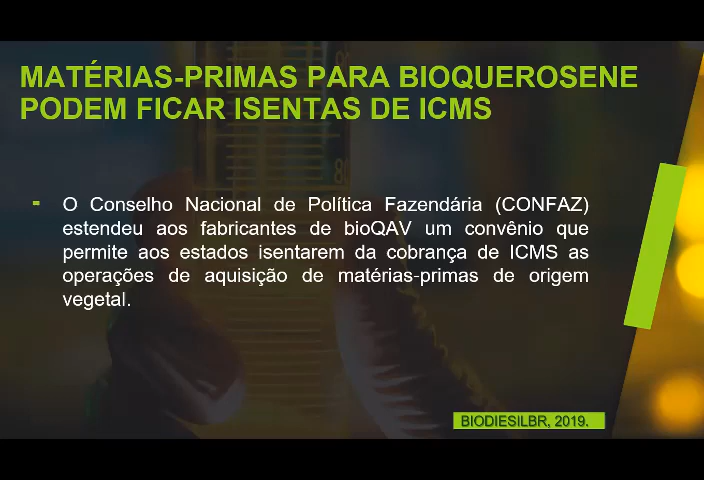 MATÉRIAS-PRIMAS PARA BIOQUEROSENE
PODEM FICAR ISENTAS DE ICMS
O Conselho Nacional de Política Fazendária (CONFAZ)
estendeu aos fabricantes de bioQAV um convênio que
permite aos estados isentarem da cobrança de ICMS as
operações de aquisição de matérias-primas de origem
vegetal.
BIODIESILBR, 2019.